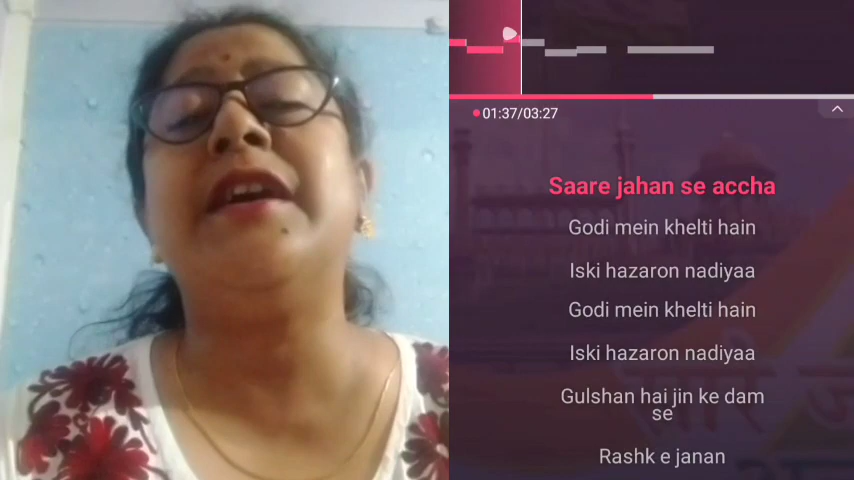 01:37/03:27
Saare jahan se accha
Godi mein khelti hain
Iski hazaron nadiyaa
Godi mein khelti hain
Iski hazaron nadiyaa
Gulshan hai jin ke dam
se
Rashk e janan